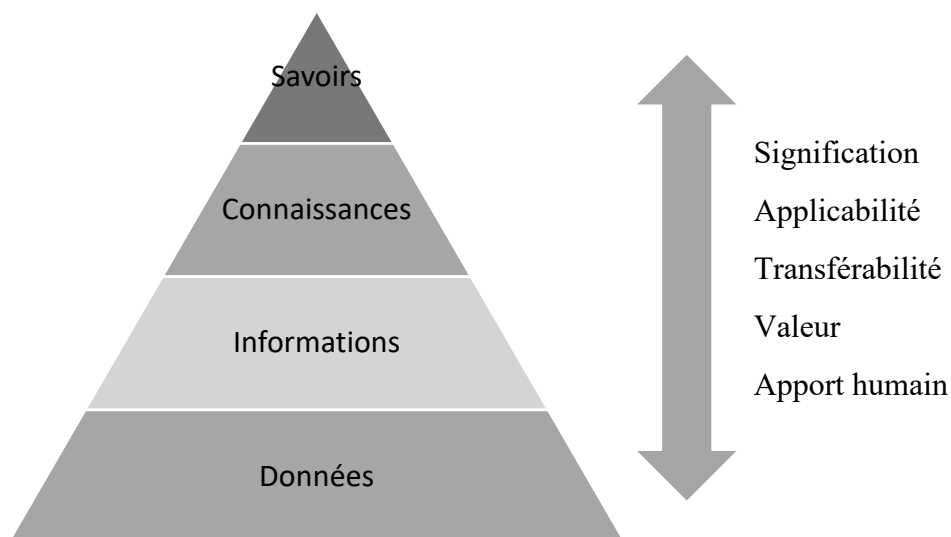 Savoirs
Connaissances
Informations
Données
Signification
Applicabilité
Transférabilité
Valeur
Apport humain